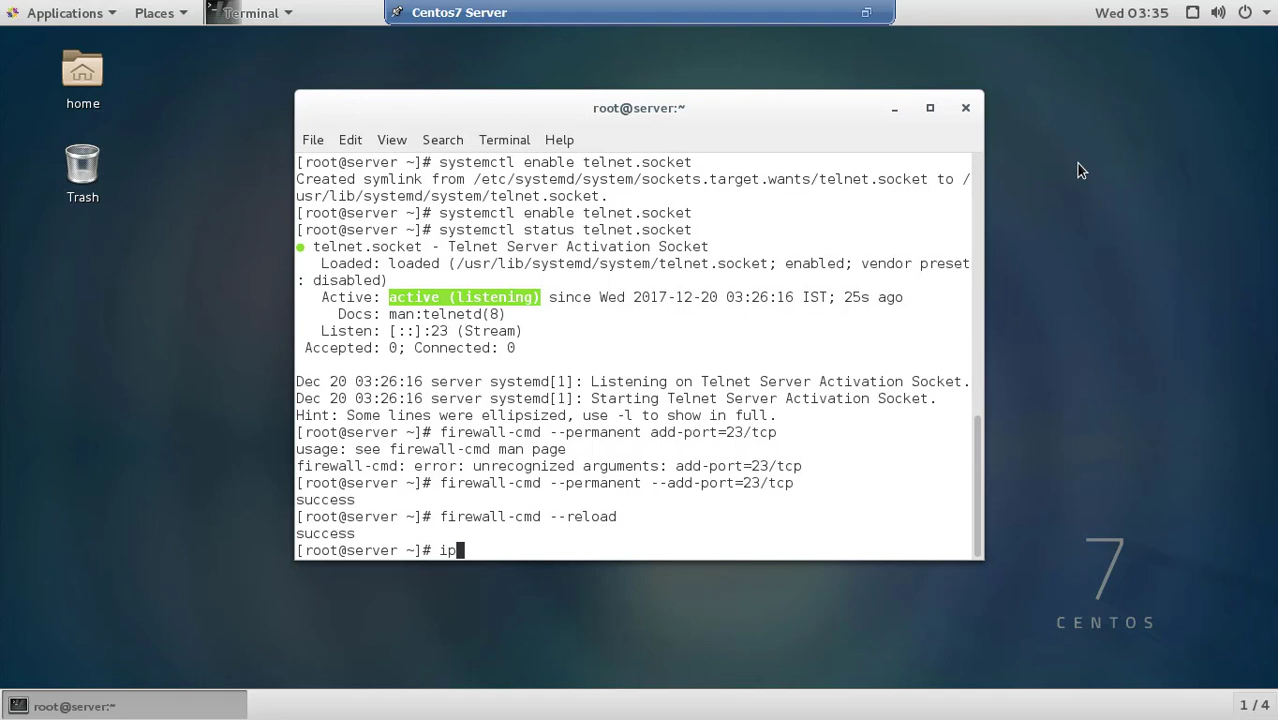 Applications Places Terminal Centos7 Server Wed 03:35
home
Trash
root@server:~
File Edit View Search Terminal Help
[root@server ~]# systemctl enable telnet.socket
Created symlink from /etc/systemd/system/sockets.target.wants/telnet.socket to /
usr/lib/systemd/system/telnet.socket.
[root@server ~]# systemctl enable telnet.socket
[root@server ~]# systemctl status telnet.socket
● telnet.socket - Telnet Server Activation Socket
Loaded: loaded (/usr/lib/systemd/system/telnet.socket; enabled; vendor preset
: disabled)
Active: active (listening) since Wed 2017-12-20 03:26:16 IST; 25s ago
Docs: man:telnetd(8)
Listen: [::]:23 (Stream)
Accepted: 0; Connected: 0
Dec 20 03:26:16 server systemd[1]: Listening on Telnet Server Activation Socket.
Dec 20 03:26:16 server systemd[1]: Starting Telnet Server Activation Socket.
Hint: Some lines were ellipsized, use -l to show in full.
[root@server ~]# firewall-cmd --permanent add-port=23/tcp
usage: see firewall-cmd man page
firewall-cmd: error: unrecognized arguments: add-port=23/tcp
[root@server ~]# firewall-cmd --permanent --add-port=23/tcp
success
[root@server ~]# firewall-cmd --reload
success
[root@server ~]# ip
7
CENTOS
root@server:~
1 / 4